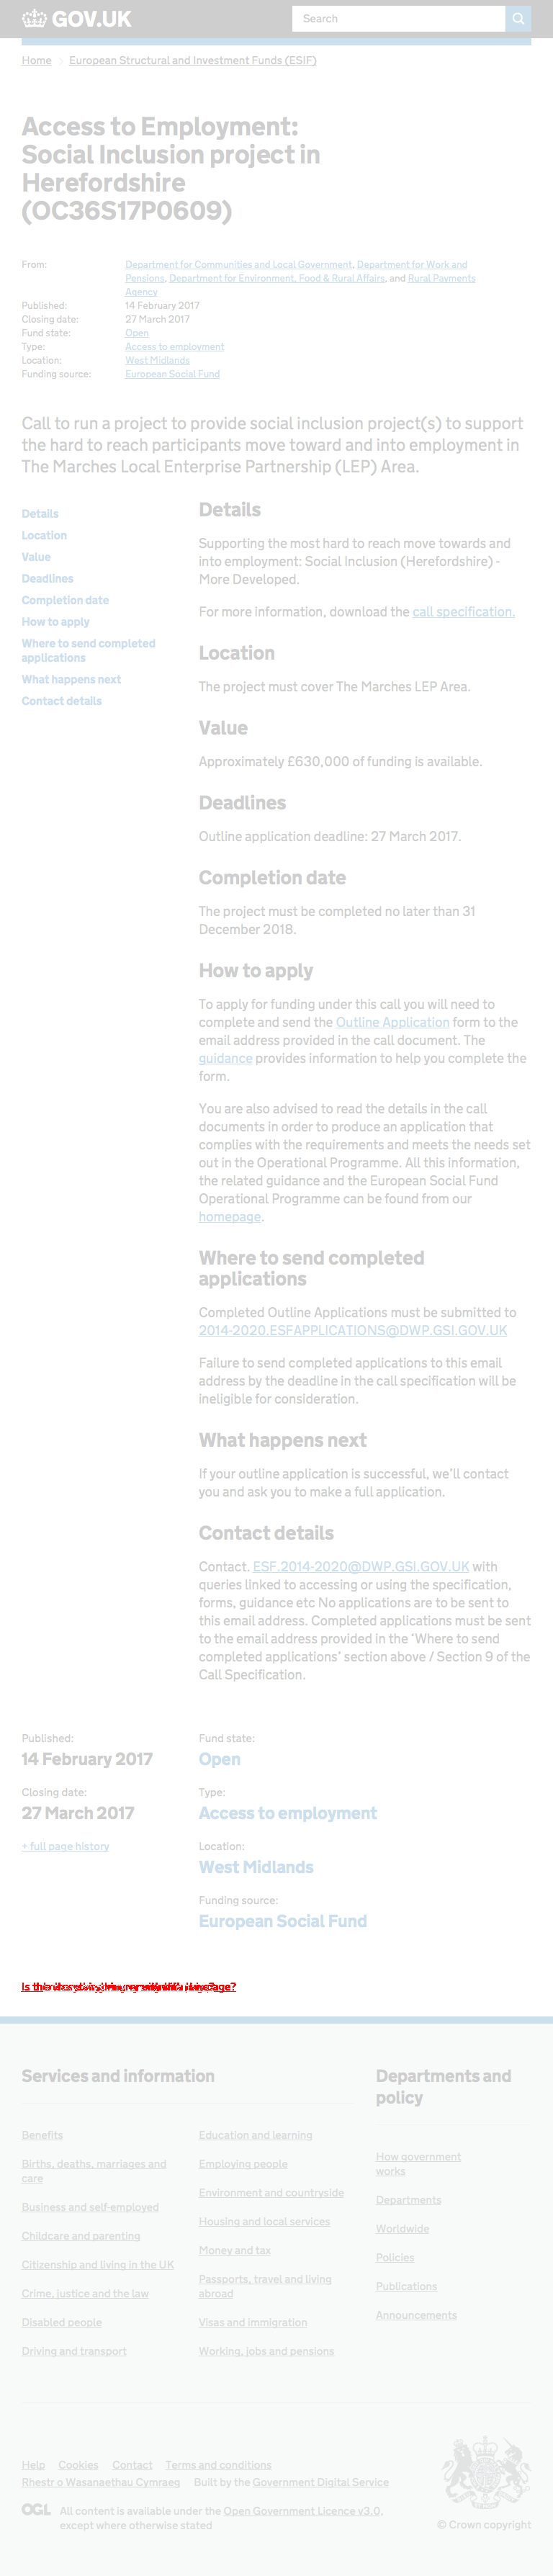 GOV.UK
Search
Home
European Structural and Investment Funds (ESIF)
Access to Employment:
Social Inclusion project in
Herefordshire
(OC36S17P0609)
From: Department for Communities and Local Government, Department for Work and
Pensions, Department for Environment, Food & Rural Affairs, and Rural Payments
Agency
Published: 14 February 2017
Closing date: 27 March 2017
Fund state: Open
Type: Access to employment
Location: West Midlands
Funding source: European Social Fund
Call to run a project to provide social inclusion project(s) to support
the hard to reach participants move toward and into employment in
The Marches Local Enterprise Partnership (LEP) Area.
Details
Location
Value
Deadlines
Completion date
How to apply
Where to send completed
applications
What happens next
Contact details
Details
Supporting the most hard to reach move towards and
into employment: Social Inclusion (Herefordshire) -
More Developed.
For more information, download the call specification.
Location
The project must cover The Marches LEP Area.
Value
Approximately £630,000 of funding is available.
Deadlines
Outline application deadline: 27 March 2017.
Completion date
The project must be completed no later than 31
December 2018.
How to apply
To apply for funding under this call you will need to
complete and send the Outline Application form to the
email address provided in the call document. The
guidance provides information to help you complete the
form.
You are also advised to read the details in the call
documents in order to produce an application that
complies with the requirements and meets the needs set
out in the Operational Programme. All this information,
the related guidance and the European Social Fund
Operational Programme can be found from our
homepage.
Where to send completed
applications
Completed Outline Applications must be submitted to
2014-2020.ESFAPPLICATIONS@DWP.GSI.GOV.UK
Failure to send completed applications to this email
address by the deadline in the call specification will be
ineligible for consideration.
What happens next
If your outline application is successful, we'll contact
you and ask you to make a full application.
Contact details
Contact. ESF.2014-2020@DWP.GSI.GOV.UK with
queries linked to accessing or using the specification,
forms, guidance etc No applications are to be sent to
this email address. Completed applications must be sent
to the email address provided in the 'Where to send
completed applications' section above / Section 9 of the
Call Specification.
Published:
14 February 2017
Closing date:
27 March 2017
+ full page history
Fund state:
Open
Type:
Access to employment
Location:
West Midlands
Funding source:
European Social Fund
Services and information
Benefits
Births, deaths, marriages and
care
Business and self-employed
Childcare and parenting
Citizenship and living in the UK
Crime, justice and the law
Disabled people
Driving and transport
Education and learning
Employing people
Environment and countryside
Housing and local services
Money and tax
Passports, travel and living
abroad
Visas and immigration
Working, jobs and pensions
Departments and
policy
How government
works
Departments
Worldwide
Policies
Publications
Announcements
Help Cookies Contact Terms and conditions
Rhestr o Wasanaethau Cymraeg Built by the Government Digital Service
OGL All content is available under the Open Government Licence v3.0,
except where otherwise stated
© Crown copyright